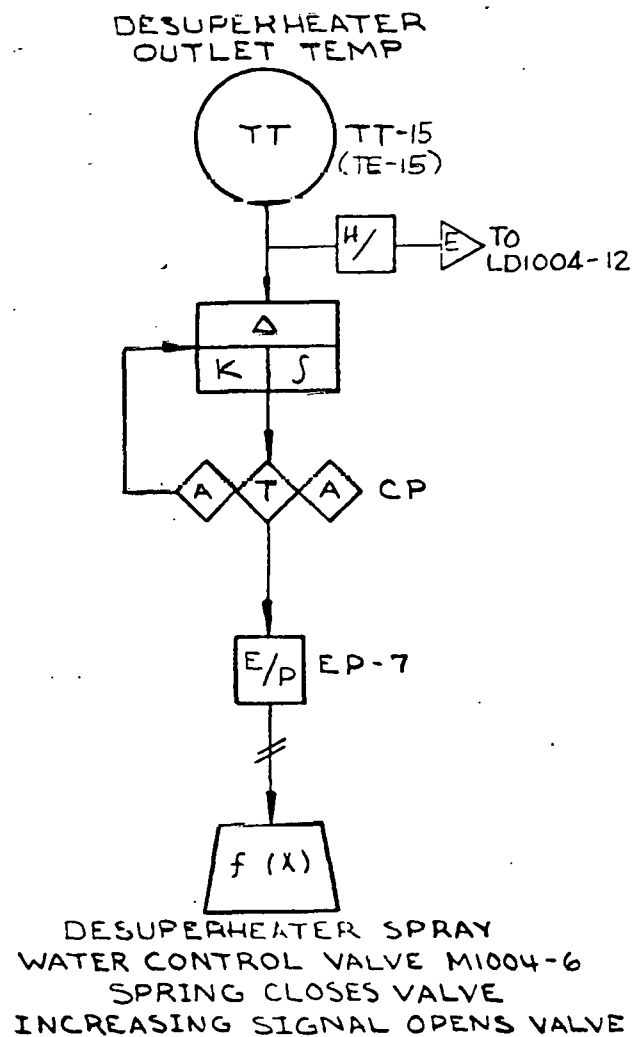 DESUPERHEATER
OUTLET TEMP
TT
TT-15
(TE-15)
H/
E
TO
LD1004-12
Δ
K ∫
A T A CP
E/P EP-7
f (X)
DESUPERHEATER SPRAY
WATER CONTROL VALVE M1004-6
SPRING CLOSES VALVE
INCREASING SIGNAL OPENS VALVE